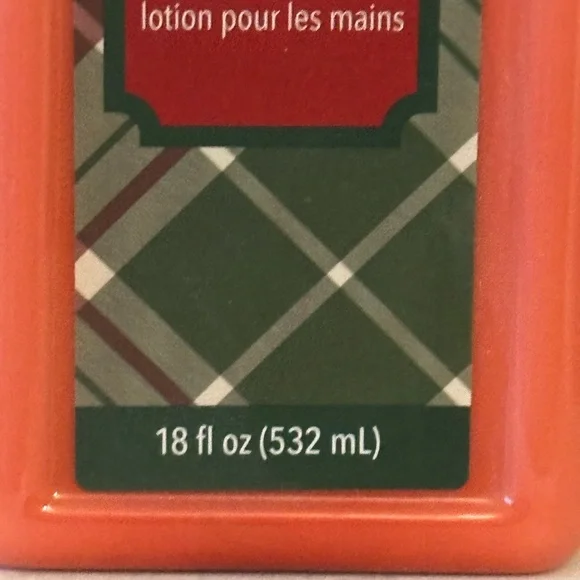 lotion pour les mains
18 fl oz (532 mL)